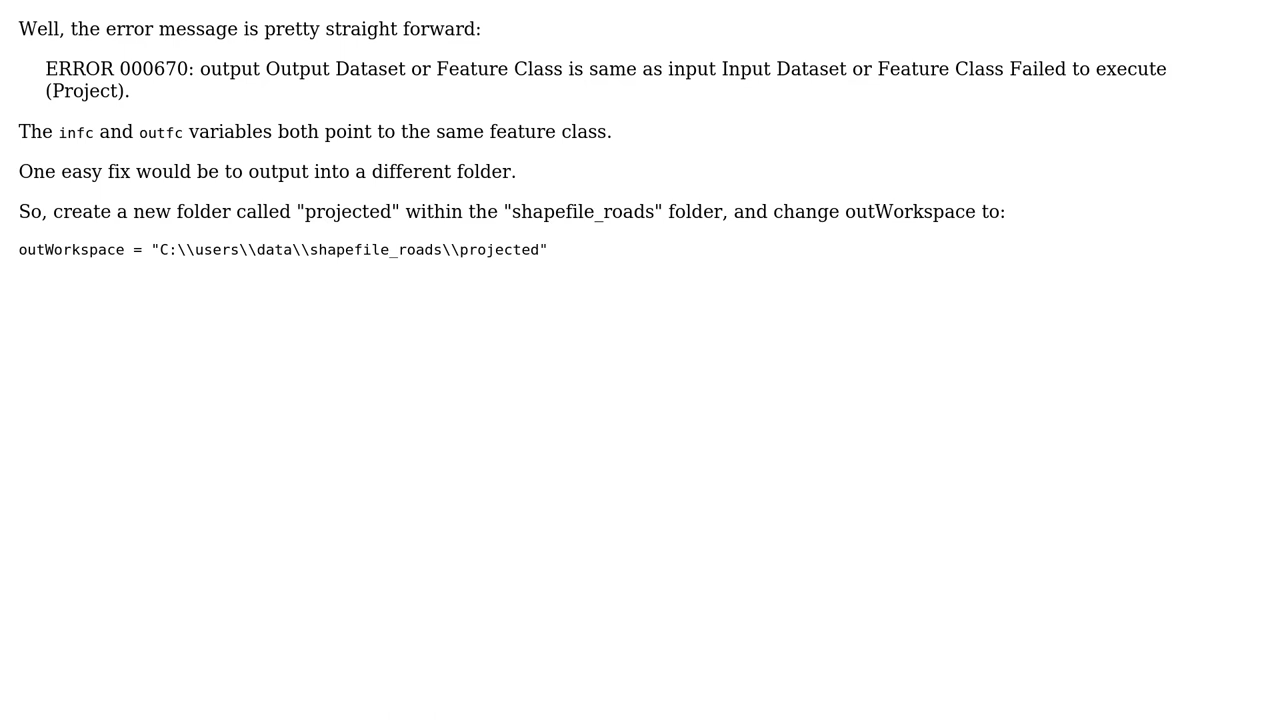 Well, the error message is pretty straight forward:
ERROR 000670: output Output Dataset or Feature Class is same as input Input Dataset or Feature Class Failed to execute
(Project).
The infc and outfc variables both point to the same feature class.
One easy fix would be to output into a different folder.
So, create a new folder called "projected" within the "shapefile_roads" folder, and change outWorkspace to:
outWorkspace = "C:\\users\\data\\shapefile_roads\\projected"